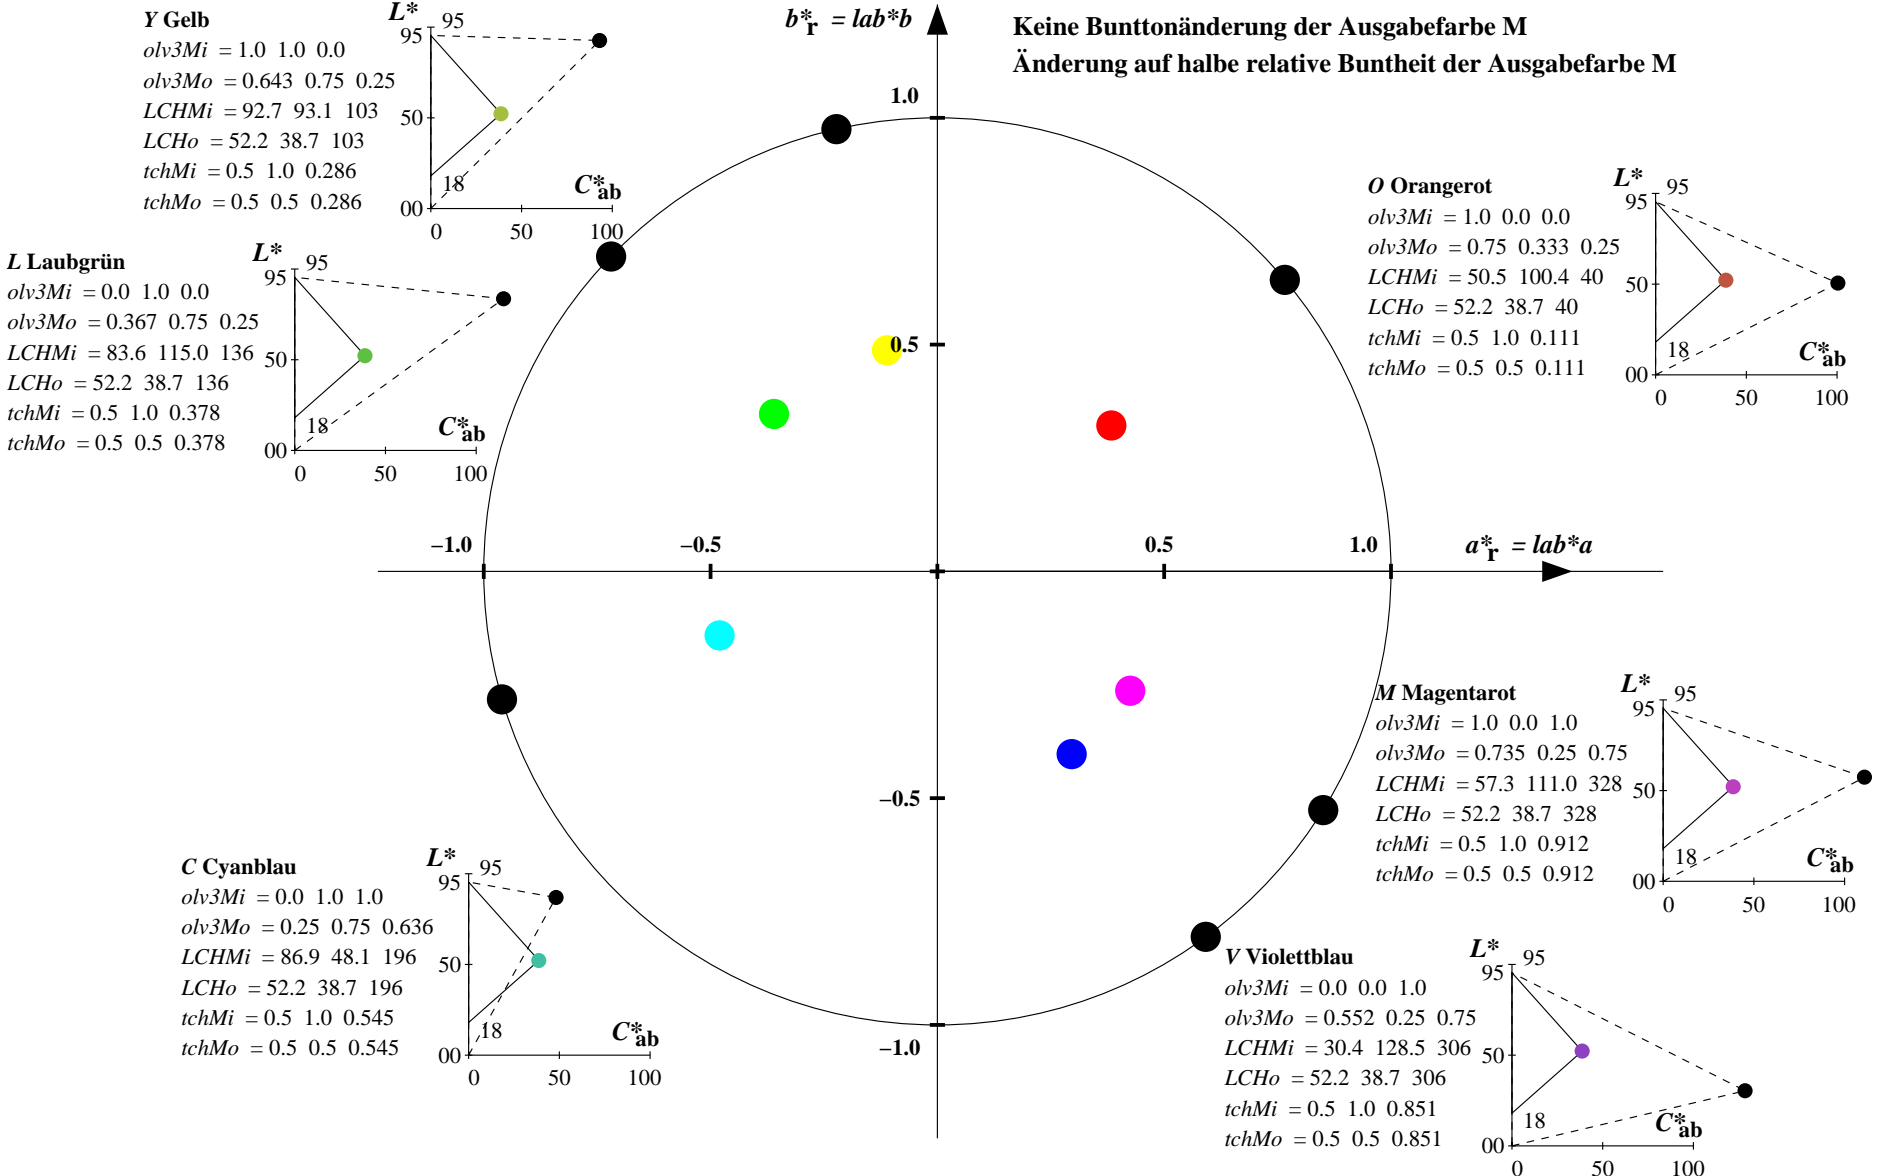 Keine Bunttonänderung der Ausgabefarbe M
Änderung auf halbe relative Buntheit der Ausgabefarbe M
b*r = lab*b
1.0
0.5
−0.5
−1.0
−1.0
−0.5
0.5
1.0
a*r = lab*a
Y Gelb
olv3Mi = 1.0 1.0 0.0
olv3Mo = 0.643 0.75 0.25
LCHMi = 92.7 93.1 103
LCHo = 52.2 38.7 103
tchMi = 0.5 1.0 0.286
tchMo = 0.5 0.5 0.286
L*
95
95
50
18
00
C*ab
0 50 100
L Laubgrün
olv3Mi = 0.0 1.0 0.0
olv3Mo = 0.367 0.75 0.25
LCHMi = 83.6 115.0 136
LCHo = 52.2 38.7 136
tchMi = 0.5 1.0 0.378
tchMo = 0.5 0.5 0.378
L*
95
95
50
18
00
C*ab
0 50 100
O Orangerot
olv3Mi = 1.0 0.0 0.0
olv3Mo = 0.75 0.333 0.25
LCHMi = 50.5 100.4 40
LCHo = 52.2 38.7 40
tchMi = 0.5 1.0 0.111
tchMo = 0.5 0.5 0.111
L*
95
95
50
18
00
C*ab
0 50 100
M Magentarot
olv3Mi = 1.0 0.0 1.0
olv3Mo = 0.735 0.25 0.75
LCHMi = 57.3 111.0 328
LCHo = 52.2 38.7 328
tchMi = 0.5 1.0 0.912
tchMo = 0.5 0.5 0.912
L*
95
95
50
18
00
C*ab
0 50 100
C Cyanblau
olv3Mi = 0.0 1.0 1.0
olv3Mo = 0.25 0.75 0.636
LCHMi = 86.9 48.1 196
LCHo = 52.2 38.7 196
tchMi = 0.5 1.0 0.545
tchMo = 0.5 0.5 0.545
L*
95
95
50
18
00
C*ab
0 50 100
V Violettblau
olv3Mi = 0.0 0.0 1.0
olv3Mo = 0.552 0.25 0.75
LCHMi = 30.4 128.5 306
LCHo = 52.2 38.7 306
tchMi = 0.5 1.0 0.851
tchMo = 0.5 0.5 0.851
L*
95
95
50
18
00
C*ab
0 50 100